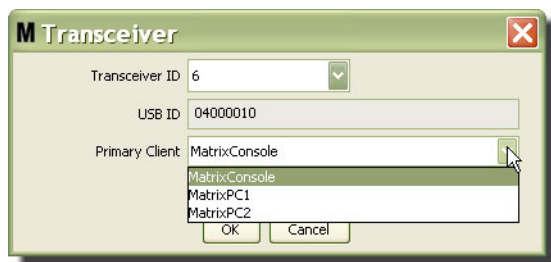 M Transceiver
Transceiver ID 6
USB ID 04000010
Primary Client MatrixConsole
MatrixConsole
MatrixPC1
MatrixPC2
OK Cancel